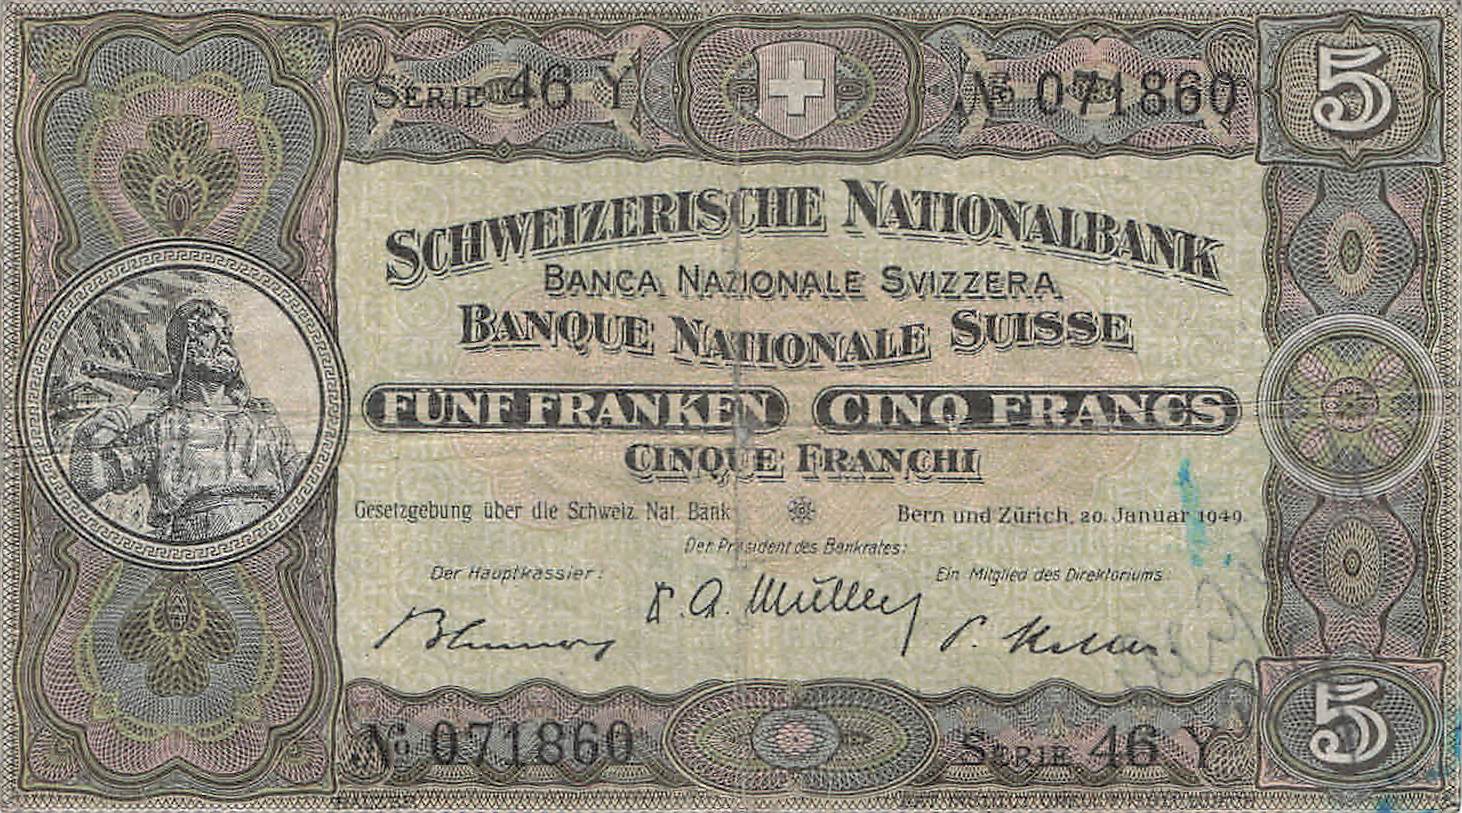 SERIE 46 Y
№ 071860
5
SCHWEIZERISCHE NATIONALBANK
BANCA NAZIONALE SVIZZERA
BANQUE NATIONALE SUISSE
FÜNF FRANKEN CINQ FRANCS
CINQUE FRANCHI
Gesetzgebung über die Schweiz. Nat. Bank
Bern und Zürich, 20. Januar 1949.
Der Präsident des Bankrates:
Der Hauptkassier:
Ein Mitglied des Direktoriums:
Müller
№ 071860
SERIE 46 Y
5
BALZER